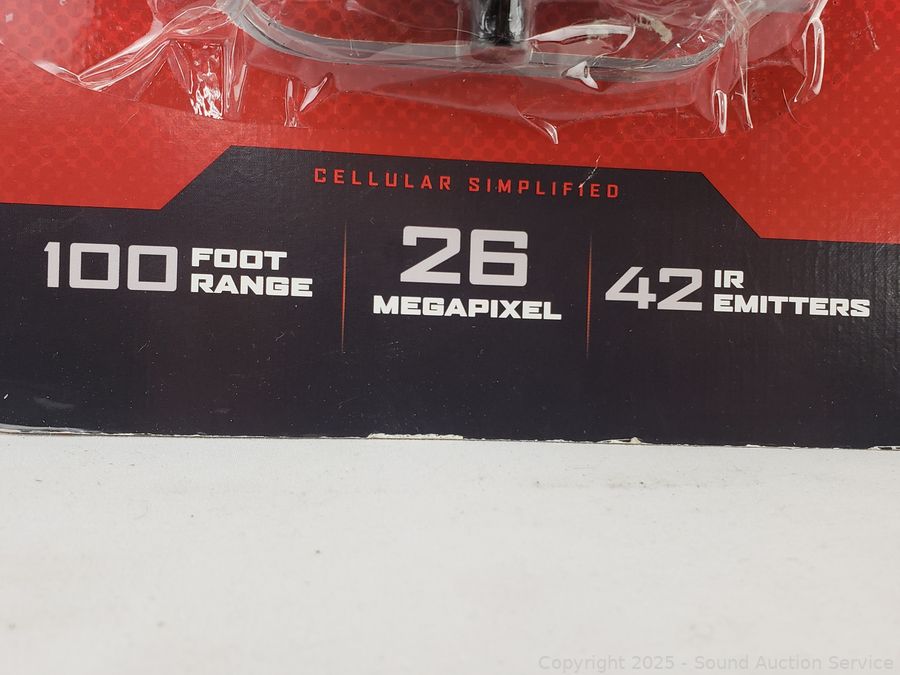 CELLULAR SIMPLIFIED
100 FOOT RANGE
26 MEGAPIXEL
42 IR EMITTERS
Copyright 2025 - Sound Auction Service